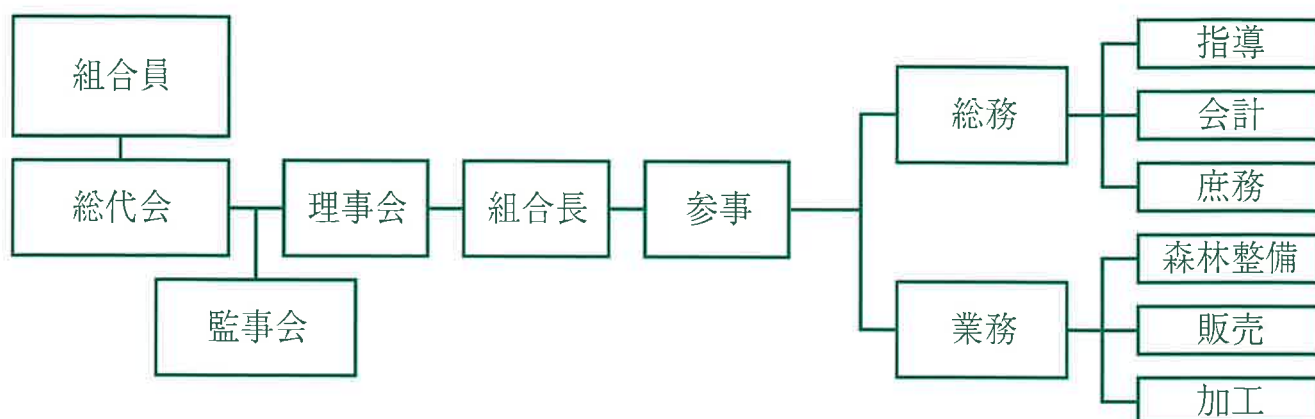 組合員
総代会
監事会
理事会
組合長
参事
総務
指導
会計
庶務
業務
森林整備
販売
加工